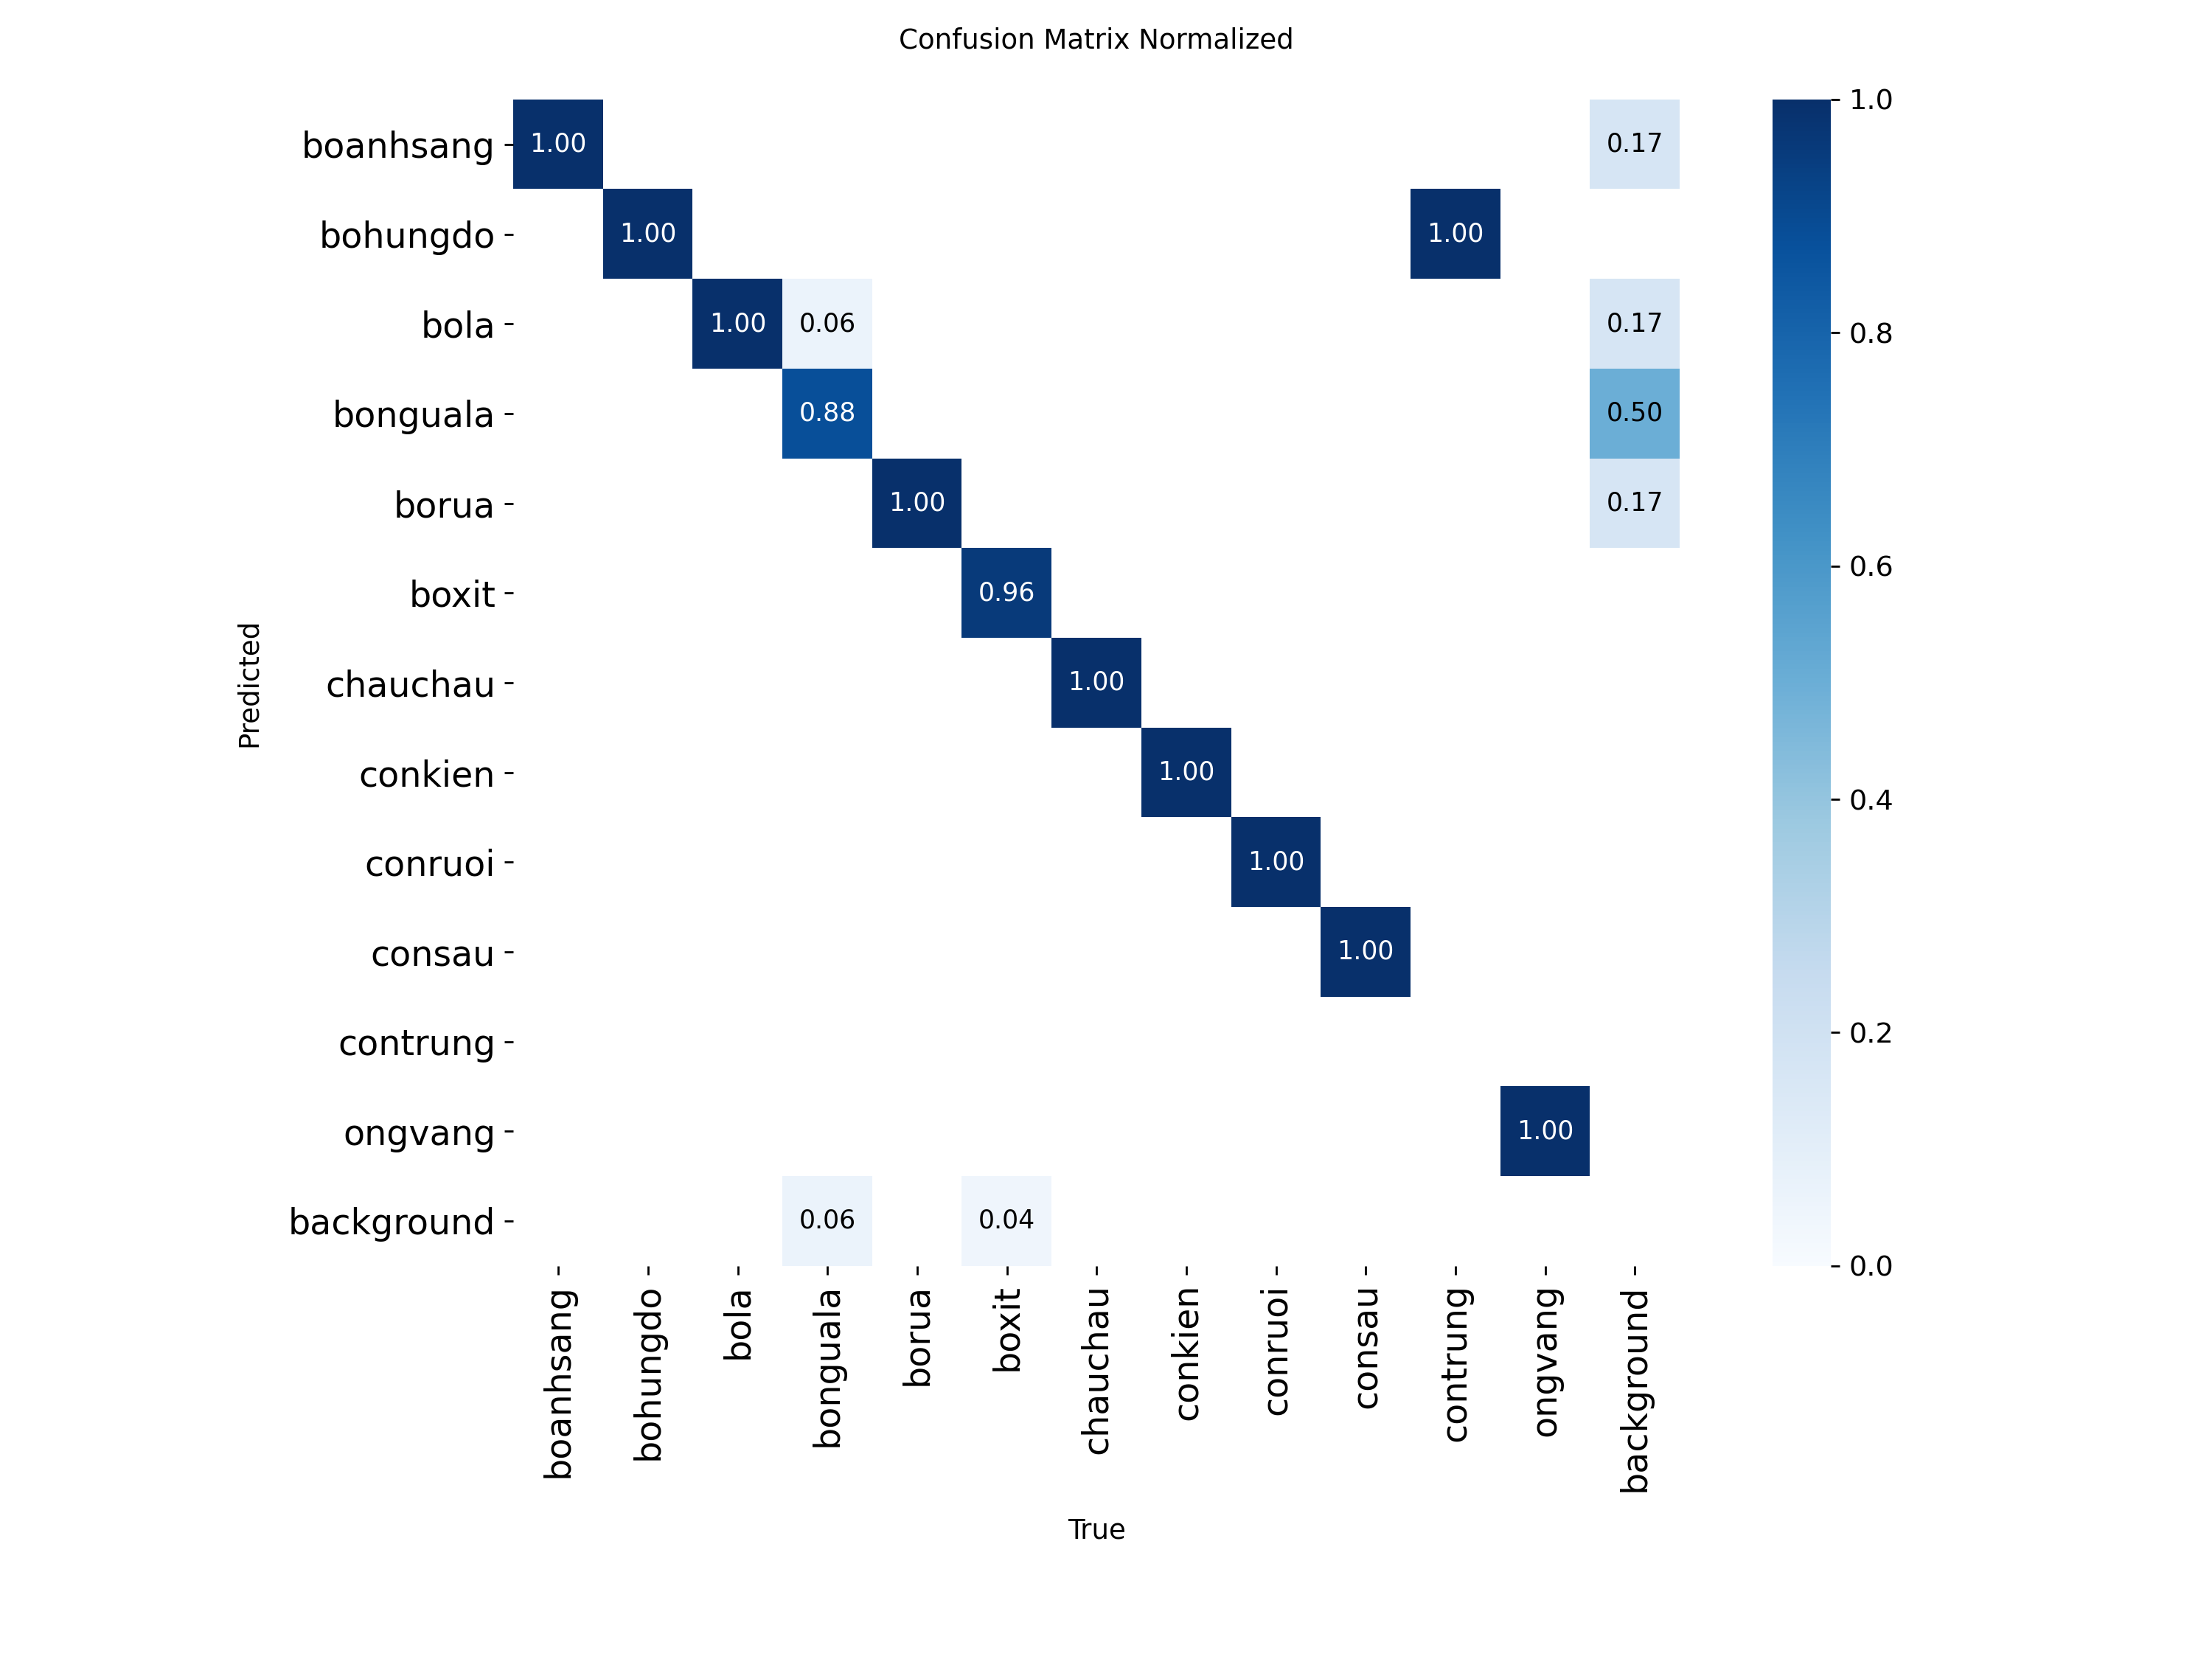 Confusion Matrix Normalized
boanhsang 1.00 0.17 1.0
bohungdo 1.00 1.00
bola 1.00 0.06 0.17 0.8
bonguala 0.88 0.50
borua 1.00 0.17
boxit 0.96 0.6
Predicted
chauchau 1.00
conkien 1.00 0.4
conruoi 1.00
consau 1.00
contrung 0.2
ongvang 1.00
background 0.06 0.04
0.0
boanhsang bohungdo bola bonguala borua boxit chauchau conkien conruoi consau contrung ongvang background
True